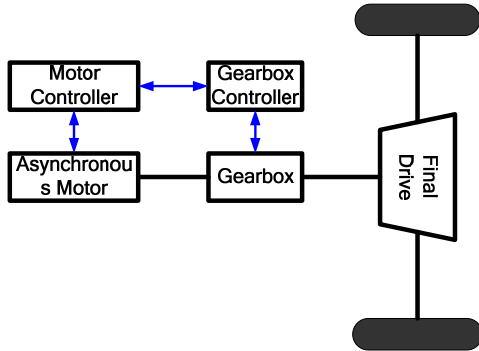 Motor
Controller
Gearbox
Controller
Asynchronou
s Motor
Gearbox
Final
Drive